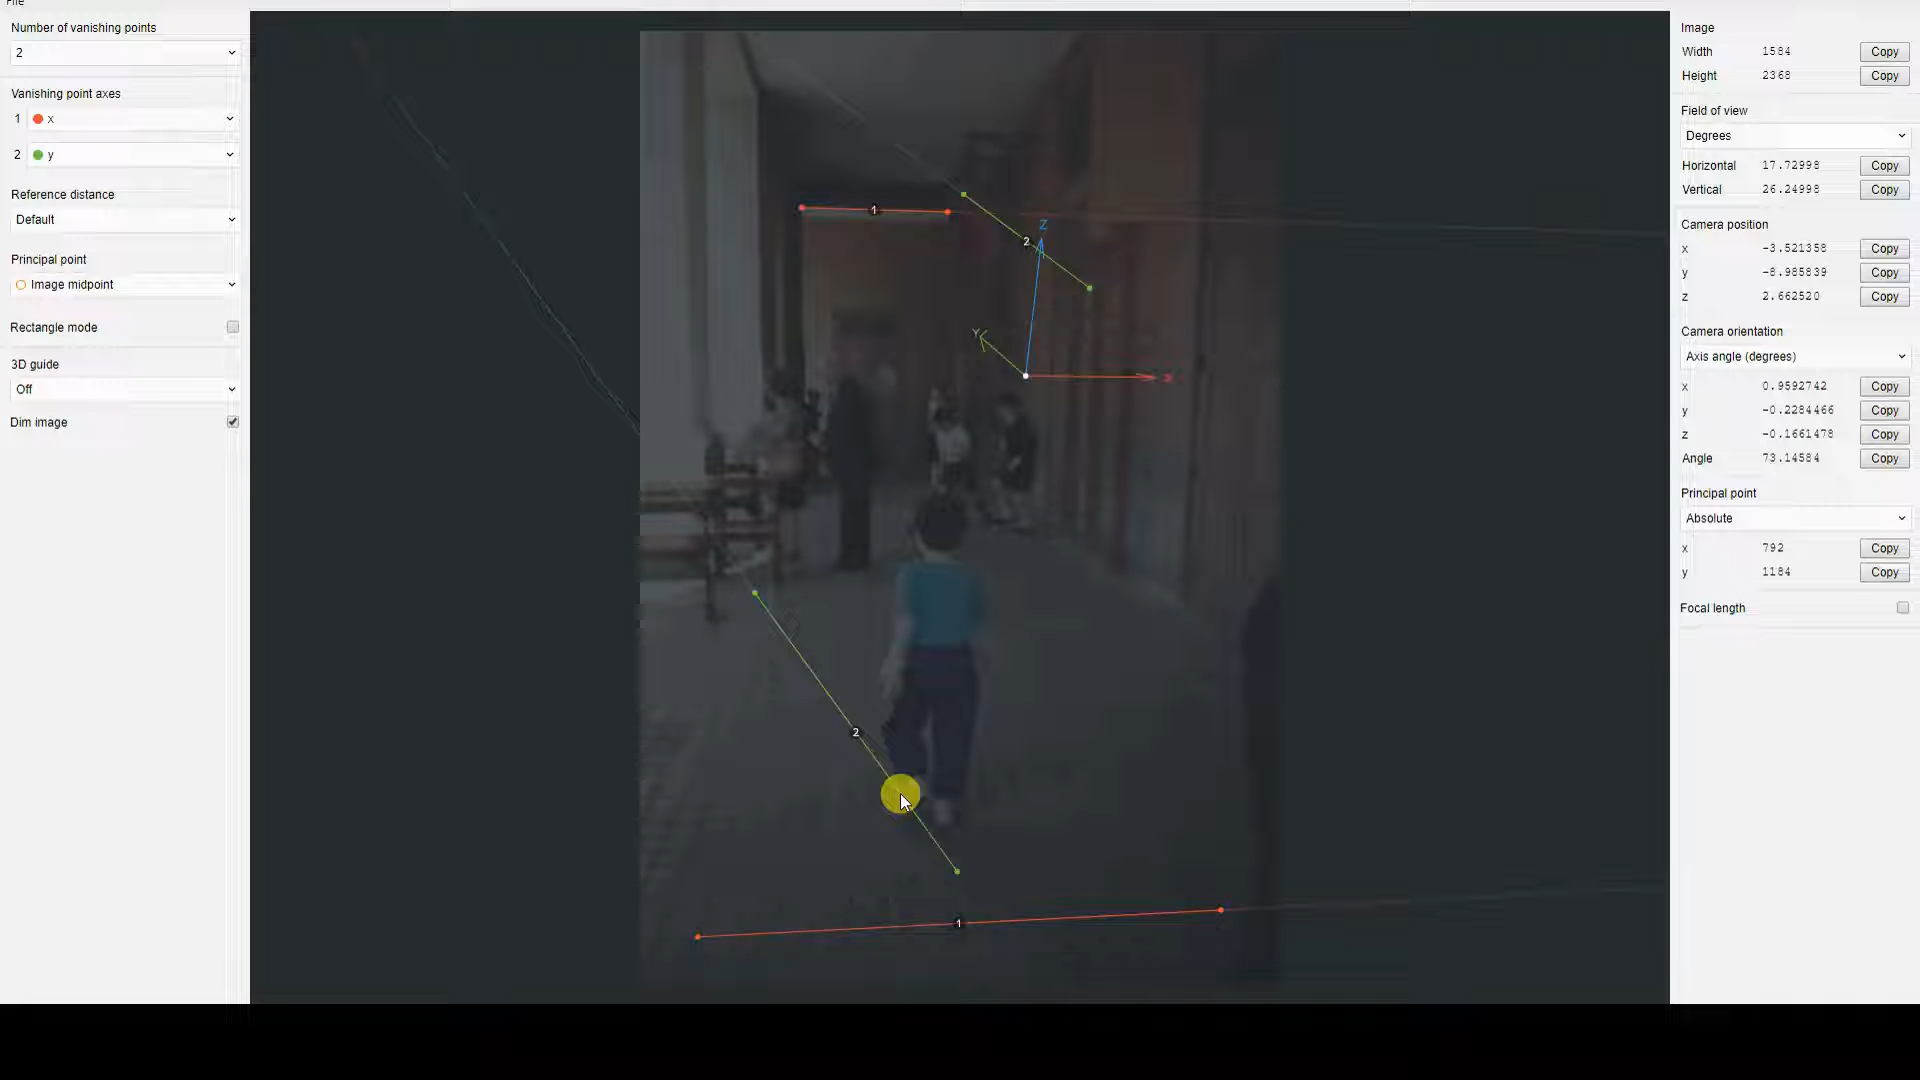 File
Number of vanishing points
2
Vanishing point axes
1 x
2 y
Reference distance
Default
Principal point
Image midpoint
Rectangle mode
3D guide
Off
Dim image
1
2
Z
Y
x
2
1
Image
Width 1584 Copy
Height 2368 Copy
Field of view
Degrees
Horizontal 17.72998 Copy
Vertical 26.24998 Copy
Camera position
x -3.521358 Copy
y -8.985839 Copy
z 2.662520 Copy
Camera orientation
Axis angle (degrees)
x 0.9592742 Copy
y -0.2284466 Copy
z -0.1661478 Copy
Angle 73.14584 Copy
Principal point
Absolute
x 792 Copy
y 1184 Copy
Focal length